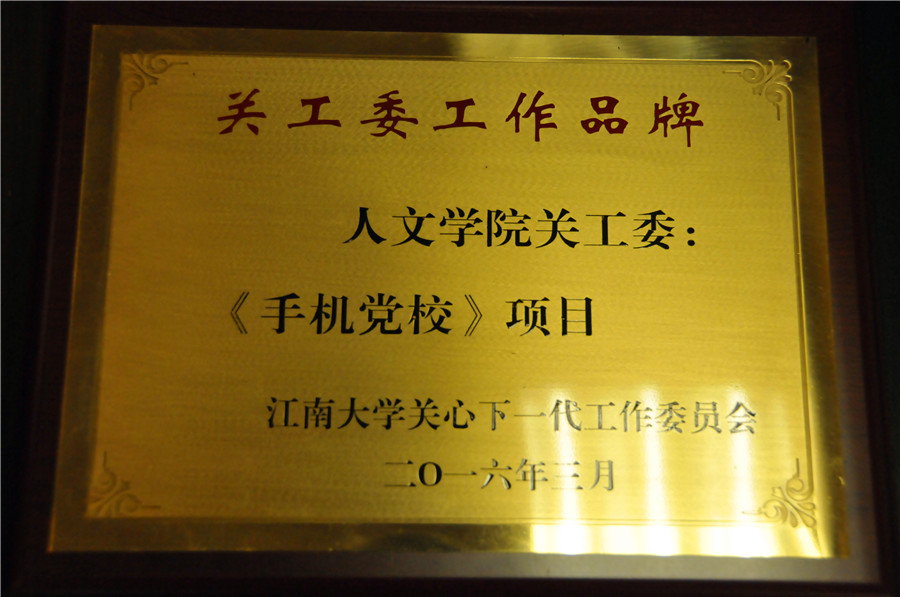 关工委工作品牌
人文学院关工委:
《手机党校》项目
江南大学关心下一代工作委员会
二O一六年三月